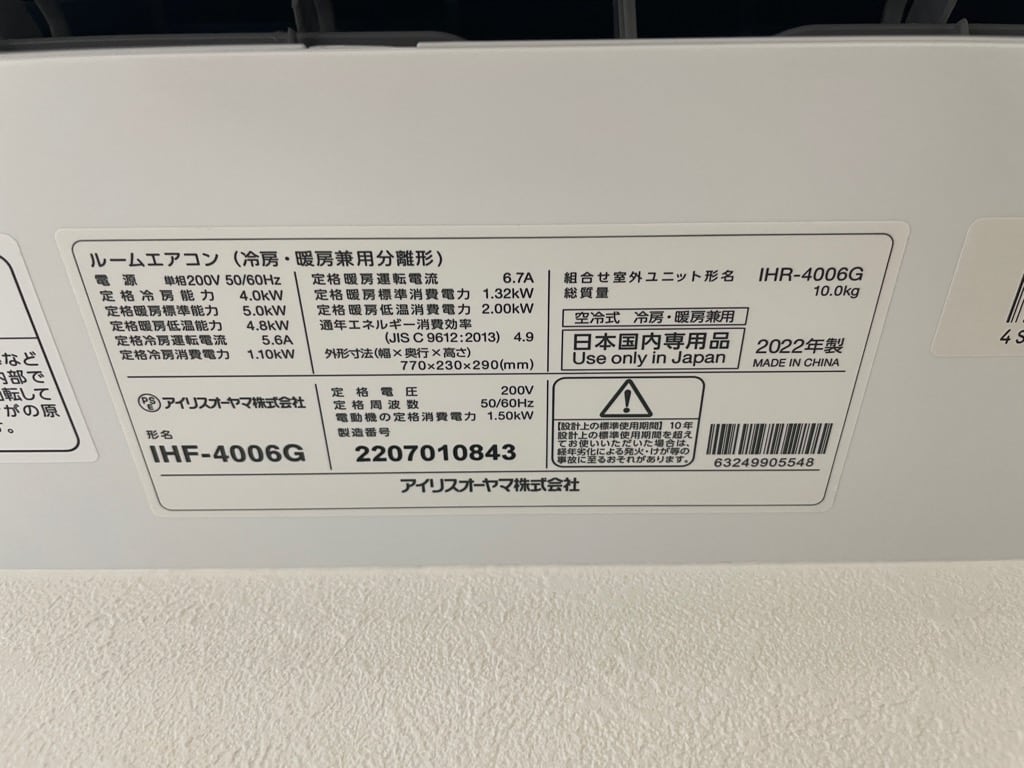 ルームエアコン（冷房・暖房兼用分離形）
電源 単相200V 50/60Hz
定格冷房能力 4.0kW
定格暖房標準能力 5.0kW
定格暖房低温能力 4.8kW
定格冷房運転電流 5.6A
定格冷房消費電力 1.10kW
定格暖房運転電流 6.7A
定格暖房標準消費電力 1.32kW
定格暖房低温消費電力 2.00kW
通年エネルギー消費効率
(JIS C 9612:2013) 4.9
外形寸法(幅×奥行×高さ)
770×230×290(mm)
組合せ室外ユニット形名 IHR-4006G
総質量 10.0kg
空冷式 冷房・暖房兼用
日本国内専用品
Use only in Japan
2022年製
MADE IN CHINA
PS
E
アイリスオーヤマ株式会社
形名
IHF-4006G
定格電圧 200V
定格周波数 50/60Hz
電動機の定格消費電力 1.50kW
製造番号
2207010843
【設計上の標準使用期間】10年
設計上の標準使用期間を超え
てお使いいただいた場合は、
経年劣化による発火・けが等の
事故に至るおそれがあります。
63249905548
アイリスオーヤマ株式会社
など
内部で
転して
がの原
す。
4S